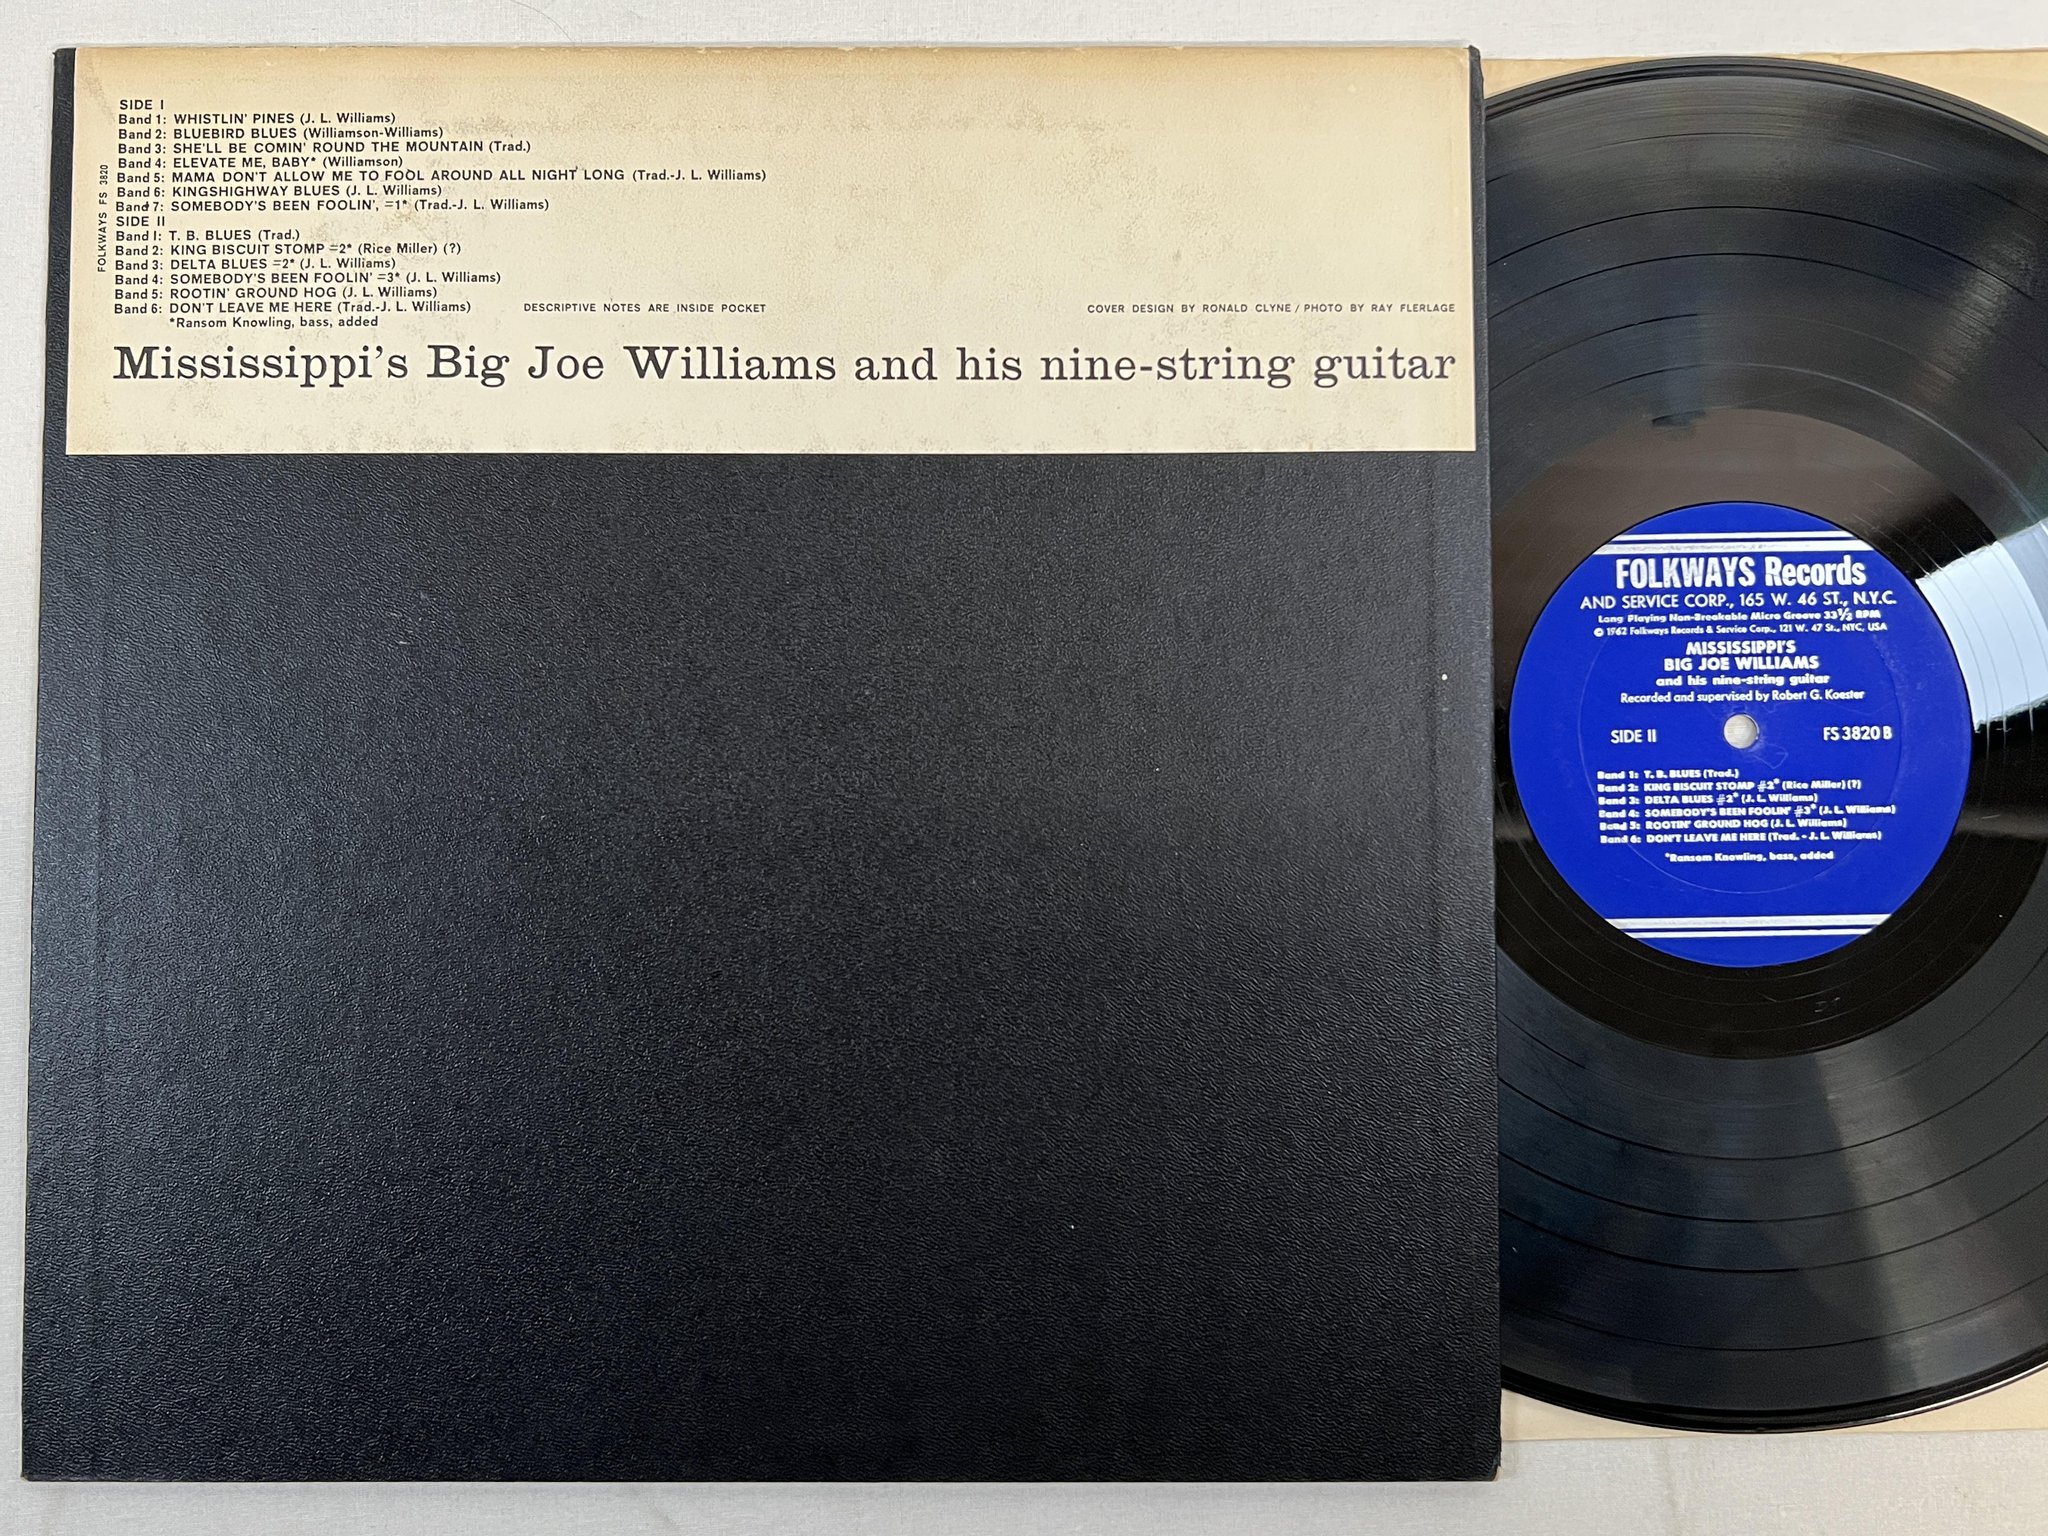 SIDE I
Band 1: WHISTLIN' PINES (J. L. Williams)
Band 2: BLUEBIRD BLUES (Williamson-Williams)
Band 3: SHE'LL BE COMIN' ROUND THE MOUNTAIN (Trad.)
Band 4: ELEVATE ME, BABY* (Williamson)
Band 5: MAMA DON'T ALLOW ME TO FOOL AROUND ALL NIGHT LONG (Trad.-J. L. Williams)
Band 6: KINGSHIGHWAY BLUES (J. L. Williams)
Band 7: SOMEBODY'S BEEN FOOLIN', =1* (Trad.-J. L. Williams)
SIDE II
Band 1: T. B. BLUES (Trad.)
Band 2: KING BISCUIT STOMP =2* (Rice Miller) (?)
Band 3: DELTA BLUES =2* (J. L. Williams)
Band 4: SOMEBODY'S BEEN FOOLIN' =3* (J. L. Williams)
Band 5: ROOTIN' GROUND HOG (J. L. Williams)
Band 6: DON'T LEAVE ME HERE (Trad.-J. L. Williams)
*Ransom Knowling, bass, added
DESCRIPTIVE NOTES ARE INSIDE POCKET
COVER DESIGN BY RONALD CLYNE / PHOTO BY RAY FLERLAGE
FOLKWAYS FS 3820
Mississippi's Big Joe Williams and his nine-string guitar
FOLKWAYS Records
AND SERVICE CORP., 165 W. 46 ST., N.Y.C.
Long Playing Non-Breakable Micro Groove 33⅓ RPM
© 1962 Folkways Records & Service Corp., 121 W. 47 St., NYC, USA
MISSISSIPPI'S
BIG JOE WILLIAMS
and his nine-string guitar
Recorded and supervised by Robert G. Koester
SIDE II
FS 3820 B
Band 1: T. B. BLUES (Trad.)
Band 2: KING BISCUIT STOMP #2* (Rice Miller) (?)
Band 3: DELTA BLUES #2* (J. L. Williams)
Band 4: SOMEBODY'S BEEN FOOLIN' #3* (J. L. Williams)
Band 5: ROOTIN' GROUND HOG (J. L. Williams)
Band 6: DON'T LEAVE ME HERE (Trad. - J. L. Williams)
*Ransom Knowling, bass, added